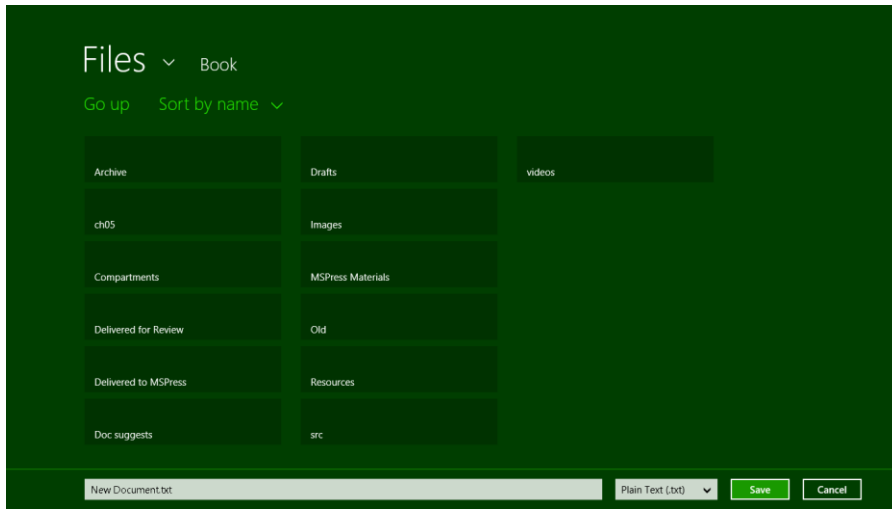 Files Book
Go up Sort by name
Archive Drafts videos
ch05 Images
Compartments MSPress Materials
Delivered for Review Old
Delivered to MSPress Resources
Doc suggests src
New Document.txt Plain Text (.txt) Save Cancel